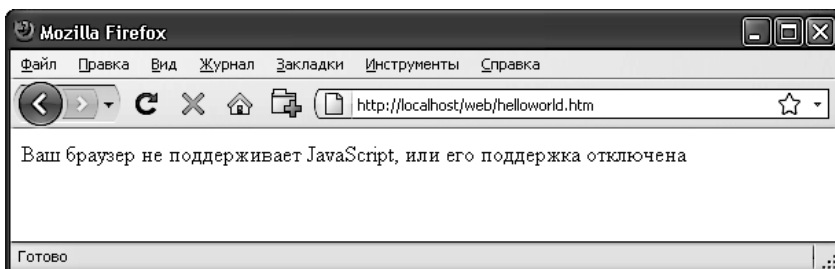 Mozilla Firefox
Файл Правка Вид Журнал Закладки Инструменты Справка
http://localhost/web/helloworld.htm
Ваш браузер не поддерживает JavaScript, или его поддержка отключена
Готово